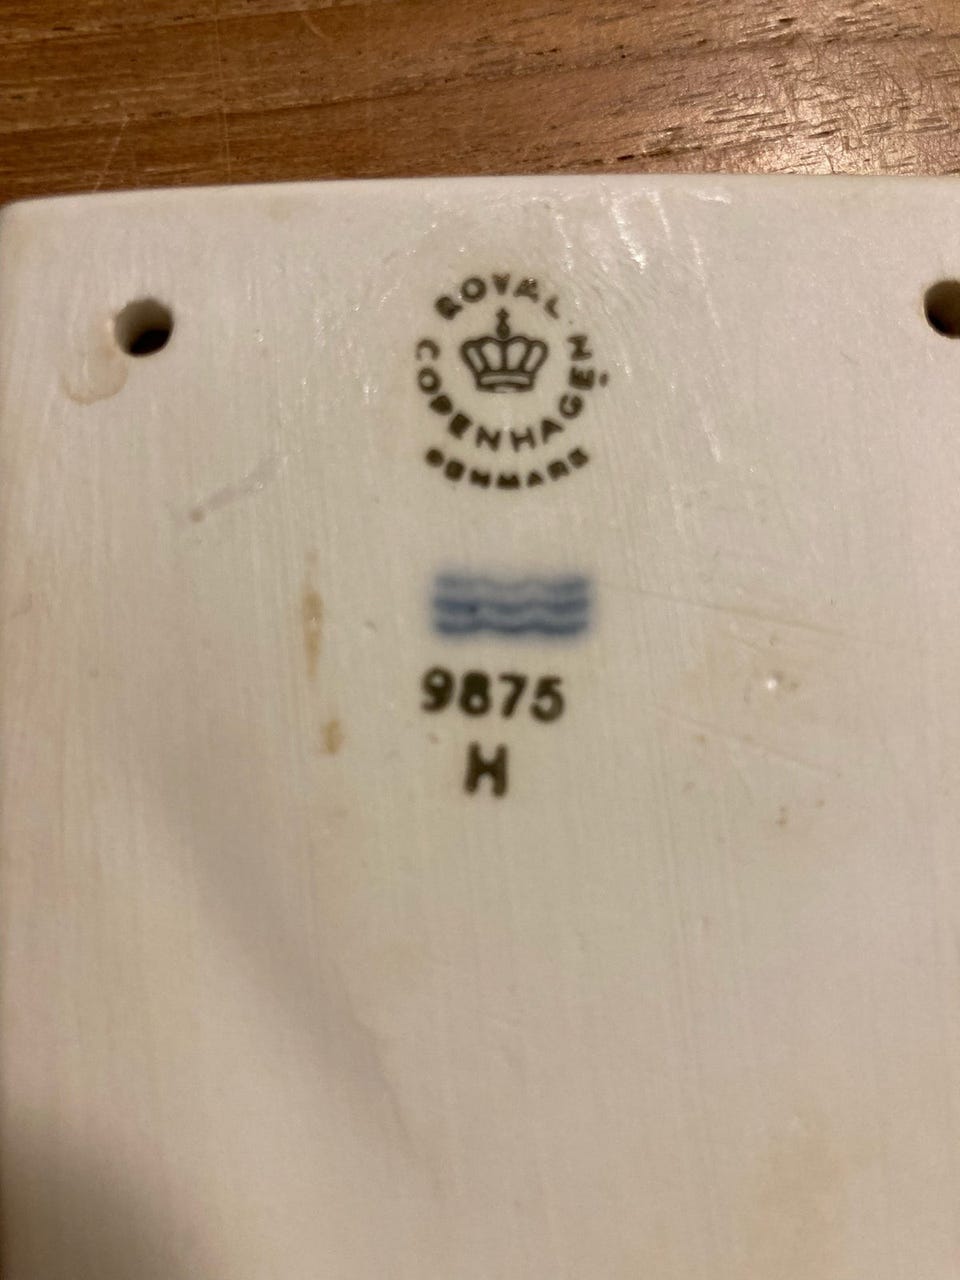 ROYAL
COPENHAGEN
DENMARK
9875
H